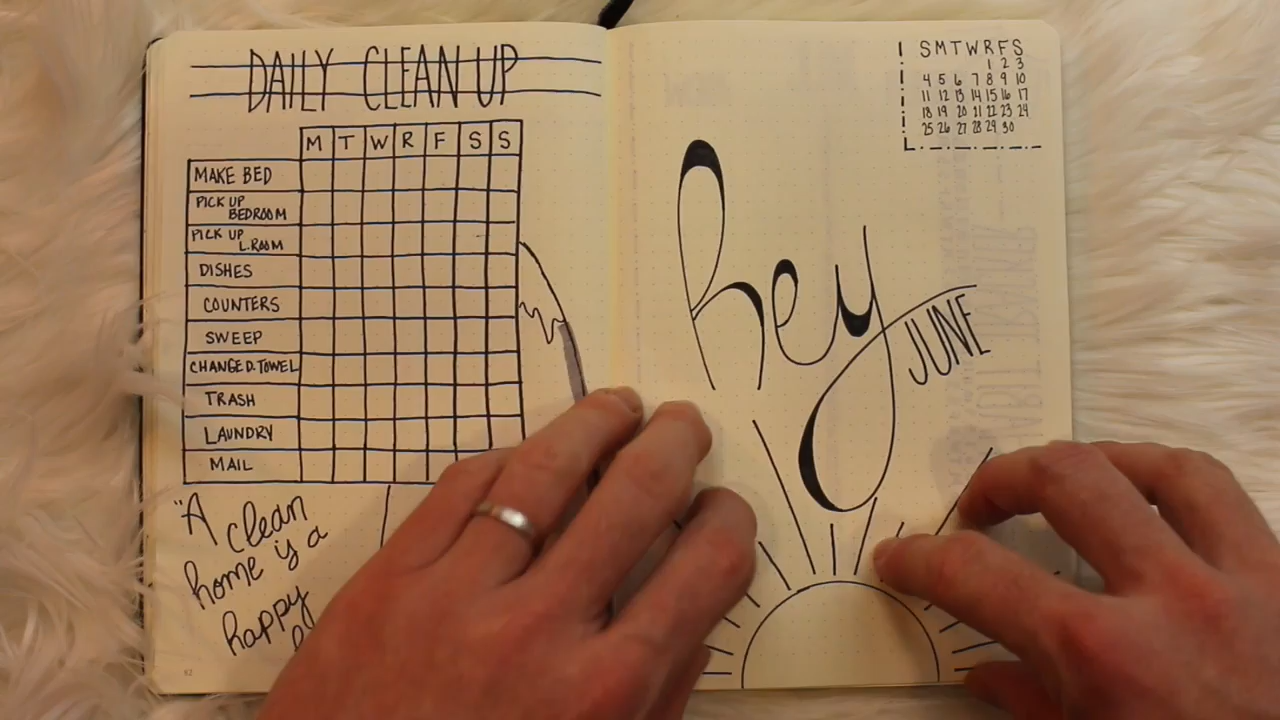 DAILY CLEAN UP
M T W R F S S
MAKE BED
PICK UP
BEDROOM
PICK UP
L.ROOM
DISHES
COUNTERS
SWEEP
CHANGE D. TOWEL
TRASH
LAUNDRY
MAIL
"A
clean
home is a
happy
82
S M T W R F S
1 2 3
4 5 6 7 8 9 10
11 12 13 14 15 16 17
18 19 20 21 22 23 24
25 26 27 28 29 30
hey
JUNE